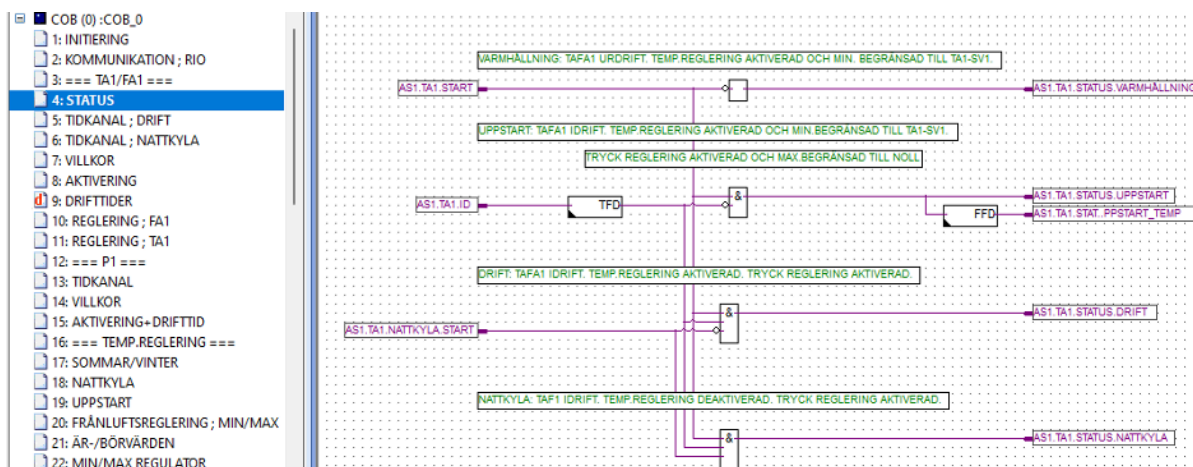 COB (0) :COB_0
1: INITIERING
2: KOMMUNIKATION ; RIO
3: === TA1/FA1 ===
4: STATUS
5: TIDKANAL ; DRIFT
6: TIDKANAL ; NATTKYLA
7: VILLKOR
8: AKTIVERING
9: DRIFTTIDER
10: REGLERING ; FA1
11: REGLERING ; TA1
12: === P1 ===
13: TIDKANAL
14: VILLKOR
15: AKTIVERING+DRIFTTID
16: === TEMP.REGLERING ===
17: SOMMAR/VINTER
18: NATTKYLA
19: UPPSTART
20: FRÅNLUFTSREGLERING ; MIN/MAX
21: ÄR-/BÖRVÄRDEN
22: MIN/MAX REGULATOR
VARMHÅLLNING: TAFA1 URDRIFT. TEMP.REGLERING AKTIVERAD OCH MIN. BEGRÄNSAD TILL TA1-SV1.
AS1.TA1.START
AS1.TA1.STATUS.VARMHÅLLNING
UPPSTART: TAFA1 IDRIFT. TEMP.REGLERING AKTIVERAD OCH MIN.BEGRÄNSAD TILL TA1-SV1.
TRYCK REGLERING AKTIVERAD OCH MAX.BEGRÄNSAD TILL NOLL
AS1.TA1.ID
TFD
&
AS1.TA1.STATUS.UPPSTART
FFD
AS1.TA1.STAT..PPSTART_TEMP
DRIFT: TAFA1 IDRIFT. TEMP.REGLERING AKTIVERAD. TRYCK REGLERING AKTIVERAD.
&
AS1.TA1.STATUS.DRIFT
AS1.TA1.NATTKYLA.START
NATTKYLA: TAF1 IDRIFT. TEMP.REGLERING DEAKTIVERAD. TRYCK REGLERING AKTIVERAD.
&
AS1.TA1.STATUS.NATTKYLA